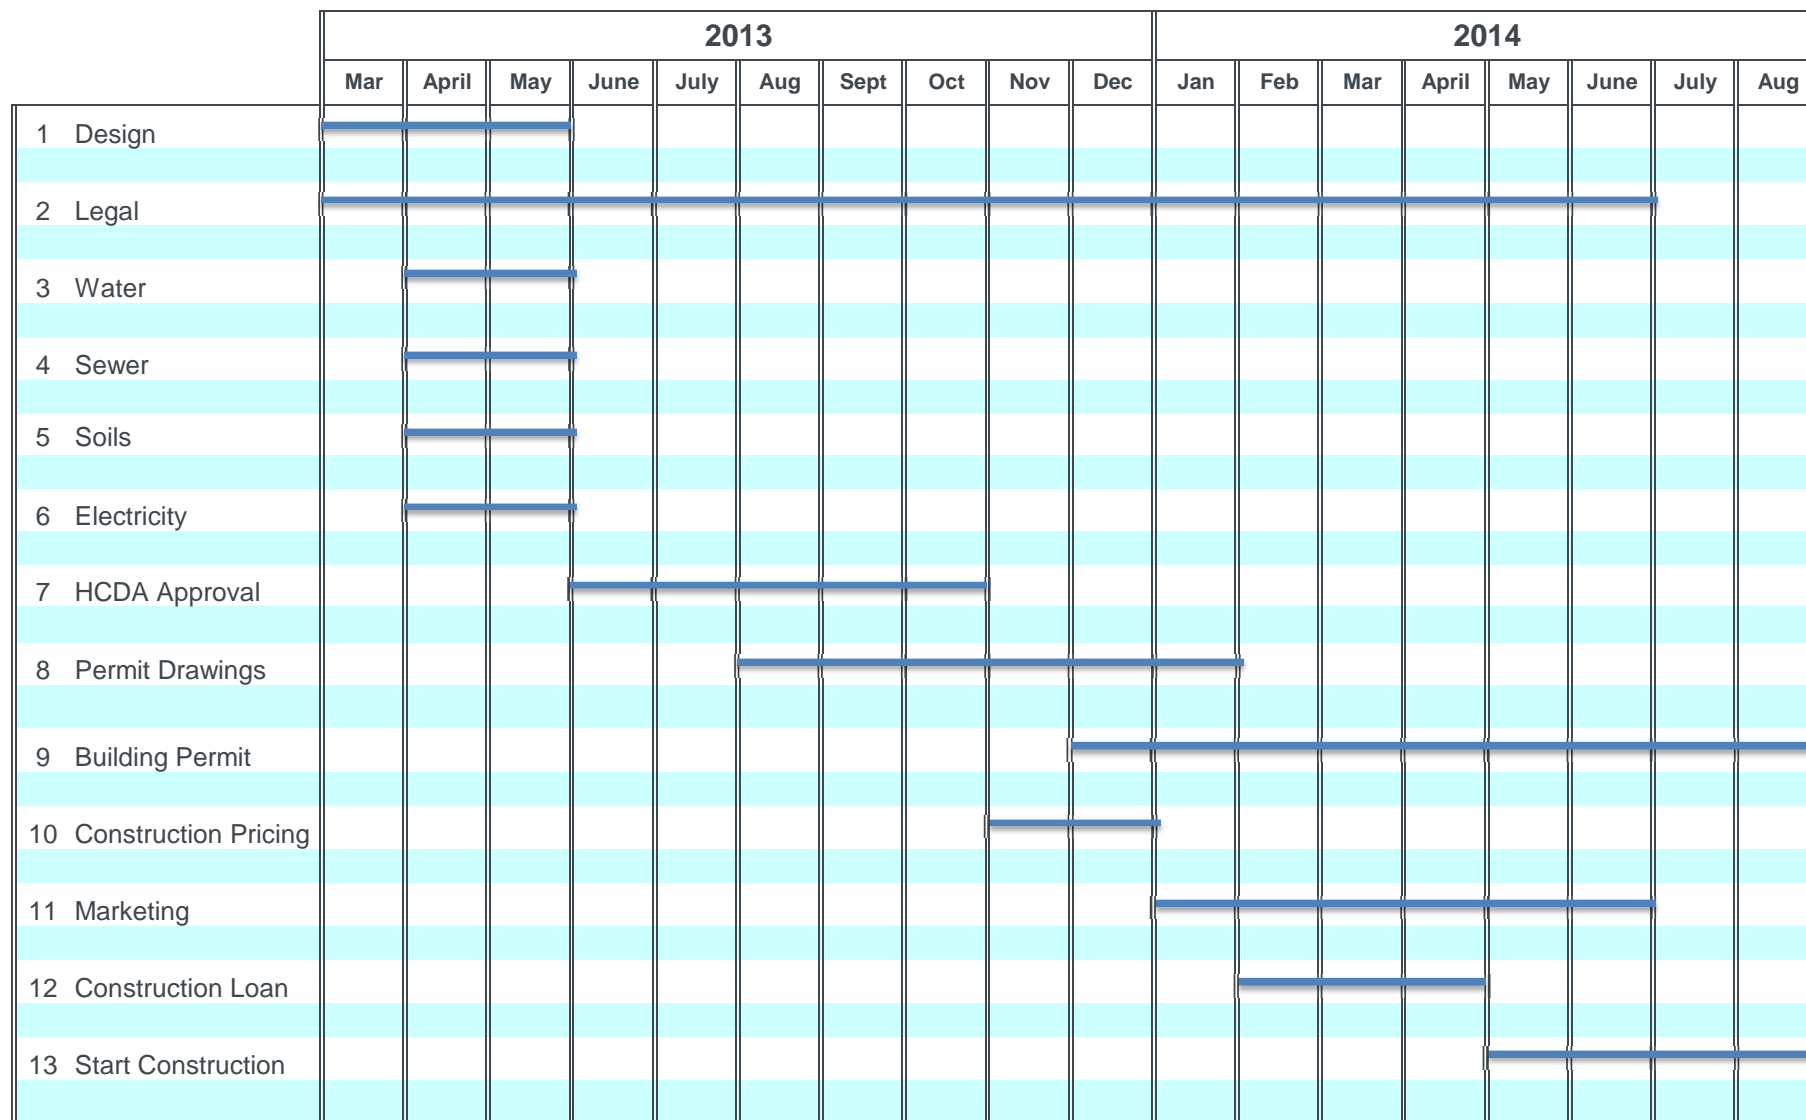 2013 2014
Mar April May June July Aug Sept Oct Nov Dec Jan Feb Mar April May June July Aug
1 Design
2 Legal
3 Water
4 Sewer
5 Soils
6 Electricity
7 HCDA Approval
8 Permit Drawings
9 Building Permit
10 Construction Pricing
11 Marketing
12 Construction Loan
13 Start Construction